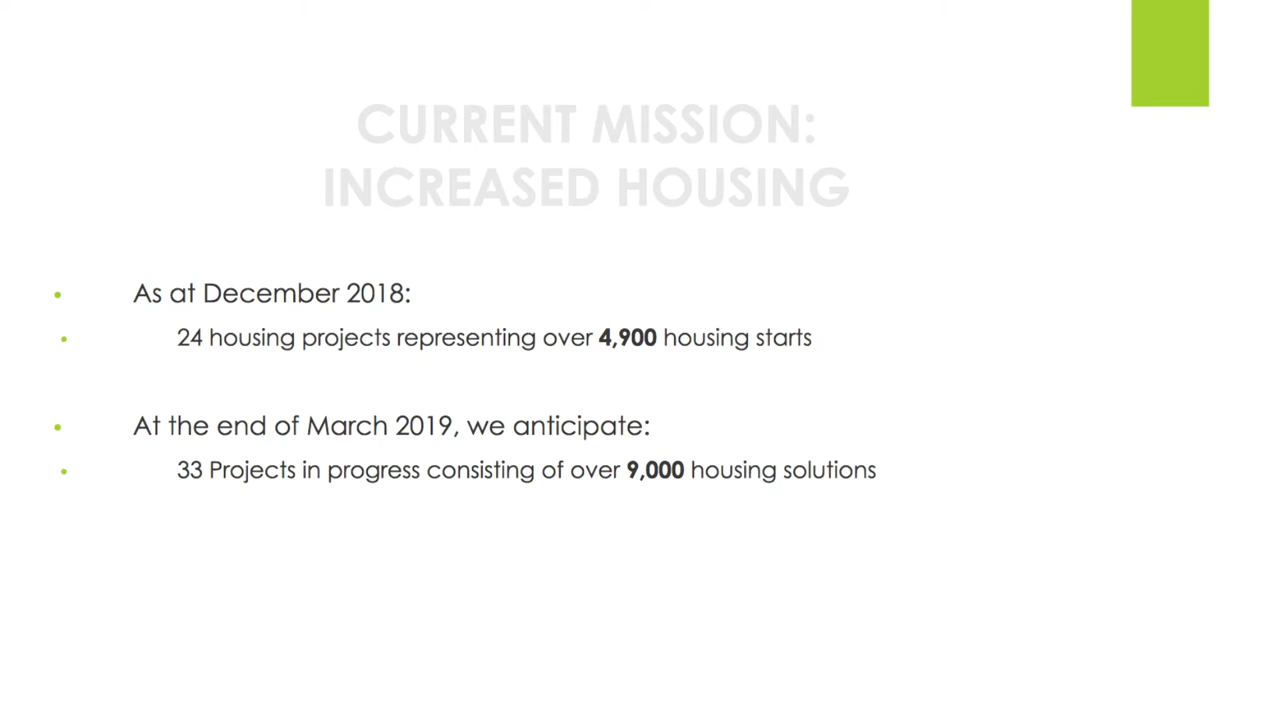 CURRENT MISSION:
INCREASED HOUSING
• As at December 2018:
• 24 housing projects representing over 4,900 housing starts
• At the end of March 2019, we anticipate:
• 33 Projects in progress consisting of over 9,000 housing solutions